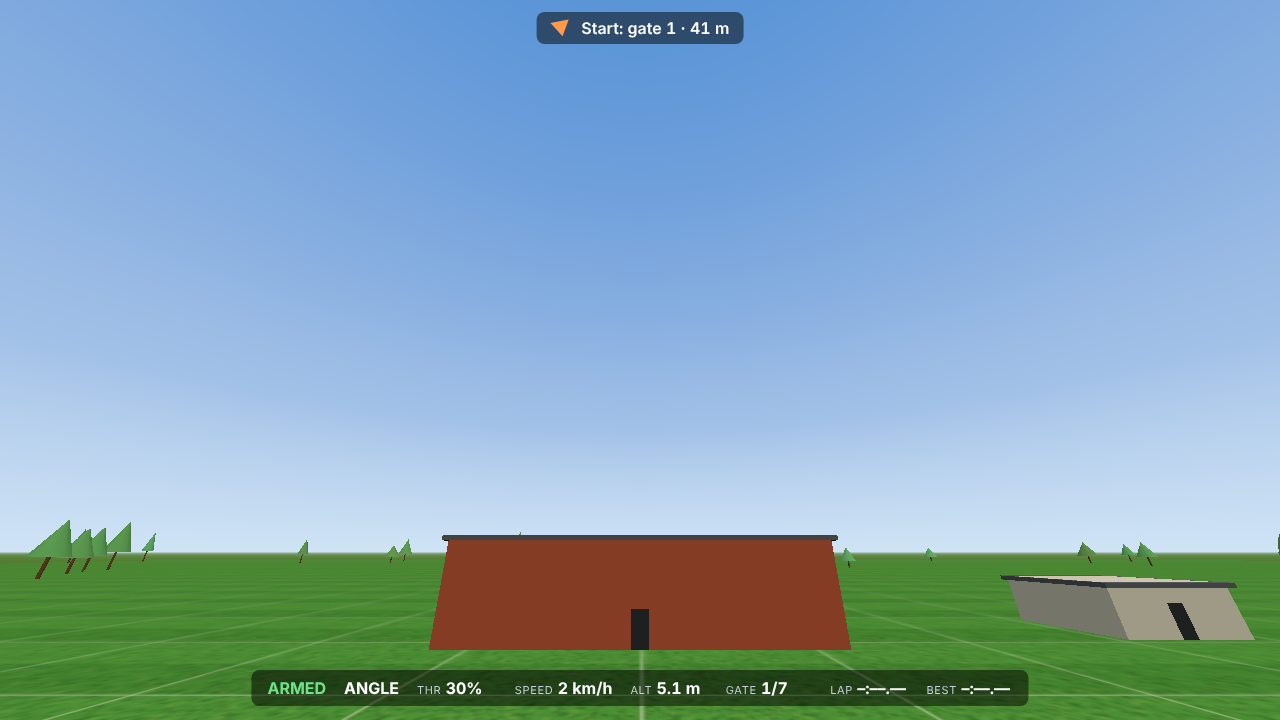 Start: gate 1 · 41 m
ARMED ANGLE THR 30% SPEED 2 km/h ALT 5.1 m GATE 1/7 LAP –:––.–– BEST –:––.––